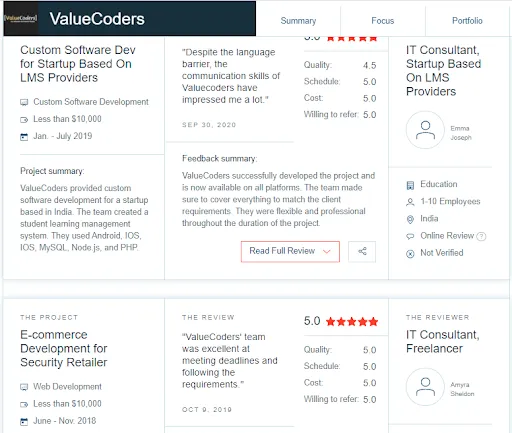 ValueCoders
ValueCoders
Summary
Focus
Portfolio
Custom Software Dev
for Startup Based On
LMS Providers
Custom Software Development
Less than $10,000
Jan. - July 2019
Project summary:
ValueCoders provided custom
software development for a startup
based in India. The team created a
student learning management
system. They used Android, IOS,
IOS, MySQL, Node.js, and PHP.
"Despite the language
barrier, the
communication skills of
Valuecoders have
impressed me a lot."
SEP 30, 2020
Feedback summary:
ValueCoders successfully developed the project and
is now available on all platforms. The team made
sure to cover everything to match the client
requirements. They were flexible and professional
throughout the duration of the project.
Read Full Review
5.0
Quality: 4.5
Schedule: 5.0
Cost: 5.0
Willing to refer: 5.0
IT Consultant,
Startup Based
On LMS
Providers
Emma
Joseph
Education
1-10 Employees
India
Online Review ?
Not Verified
THE PROJECT
E-commerce
Development for
Security Retailer
Web Development
Less than $10,000
June - Nov. 2018
THE REVIEW
"ValueCoders' team
was excellent at
meeting deadlines and
following the
requirements."
OCT 9, 2019
5.0
Quality: 5.0
Schedule: 5.0
Cost: 5.0
Willing to refer: 5.0
THE REVIEWER
IT Consultant,
Freelancer
Amyra
Sheldon